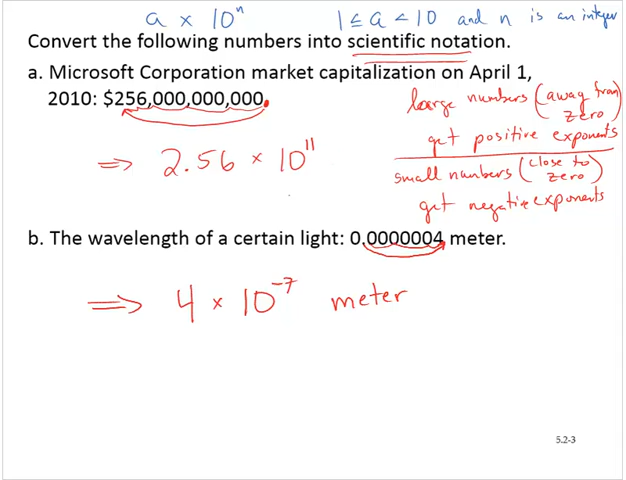 a × 10ⁿ 1 ≤ a < 10 and n is an integer
Convert the following numbers into scientific notation.
a. Microsoft Corporation market capitalization on April 1,
2010: $256,000,000,000.
large numbers (away from zero)
get positive exponents
⇒ 2.56 × 10¹¹
small numbers (close to zero)
get negative exponents
b. The wavelength of a certain light: 0.0000004 meter.
⇒ 4 × 10⁻⁷ meter
5.2-3